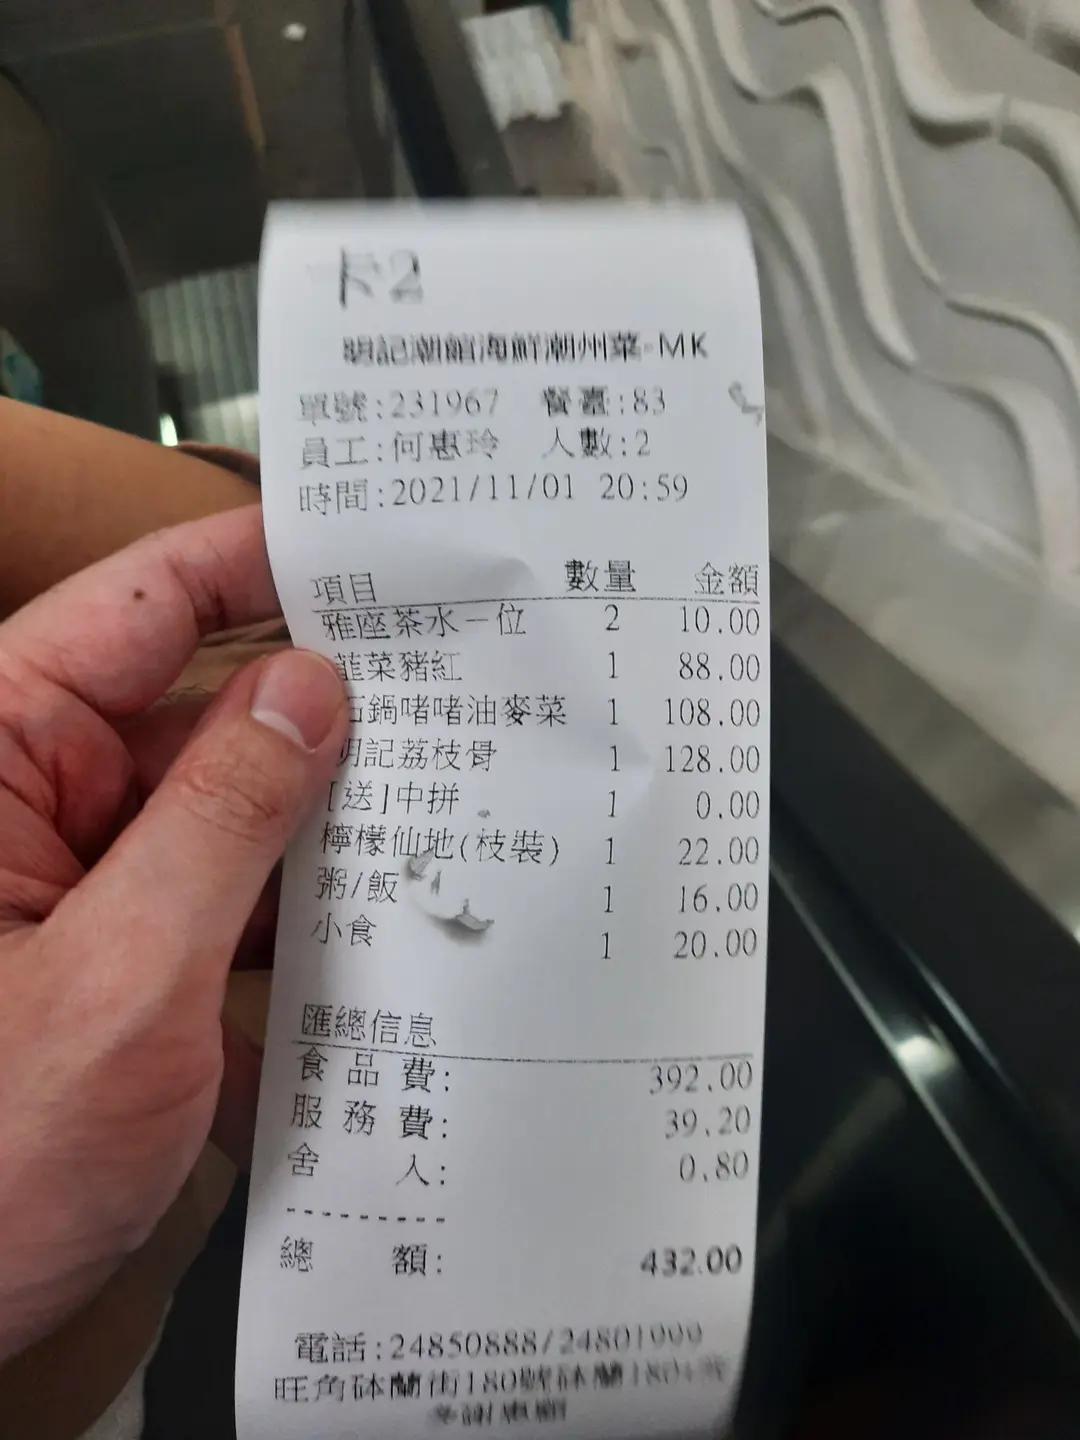 卡2
明記潮館海鮮潮州菜-MK
單號:231967 餐臺:83
員工:何惠玲 人數:2
時間:2021/11/01 20:59
項目 數量 金額
雅座茶水一位 2 10.00
韮菜豬紅 1 88.00
石鍋啫啫油麥菜 1 108.00
明記荔枝骨 1 128.00
[送]中拼 1 0.00
檸檬仙地(枝裝) 1 22.00
粥/飯 1 16.00
小食 1 20.00
匯總信息
食品費: 392.00
服務費: 39.20
舍入: 0.80
---------
總額: 432.00
電話:24850888/24801000
旺角砵蘭街180號砵蘭180
多謝惠顧